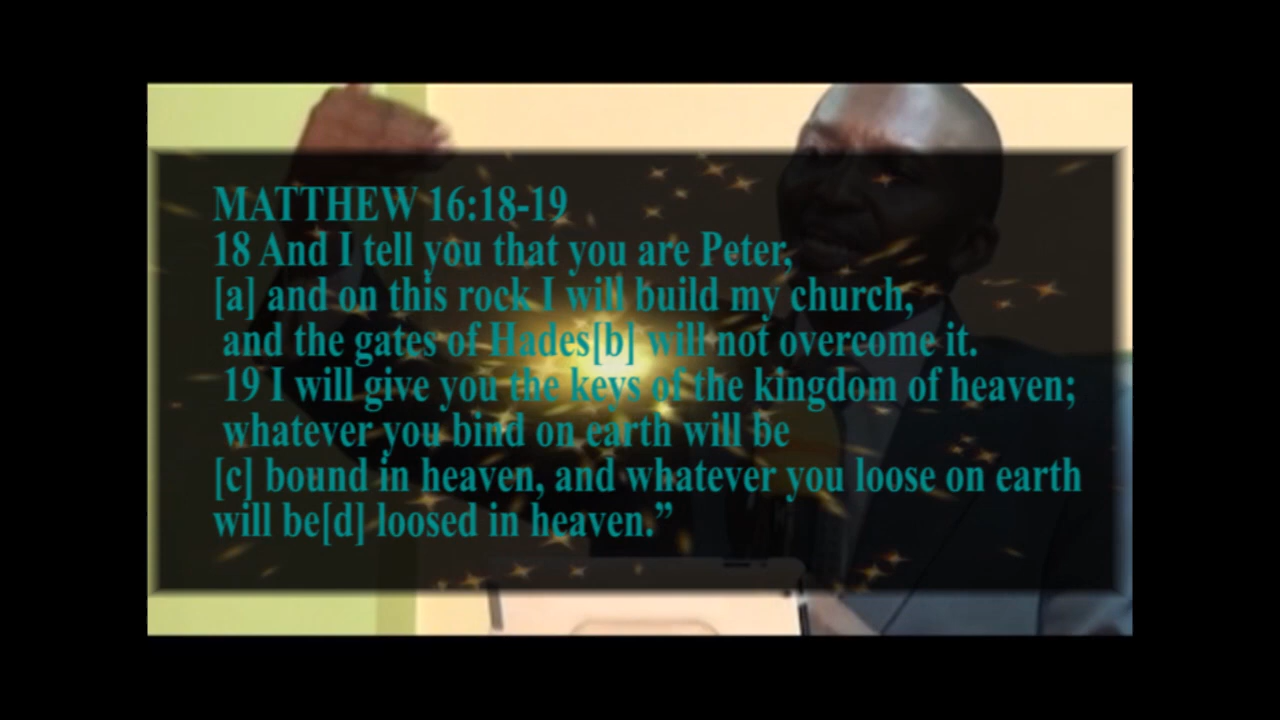 MATTHEW 16:18-19
18 And I tell you that you are Peter,
[a] and on this rock I will build my church,
and the gates of Hades[b] will not overcome it.
19 I will give you the keys of the kingdom of heaven;
whatever you bind on earth will be
[c] bound in heaven, and whatever you loose on earth
will be[d] loosed in heaven.”